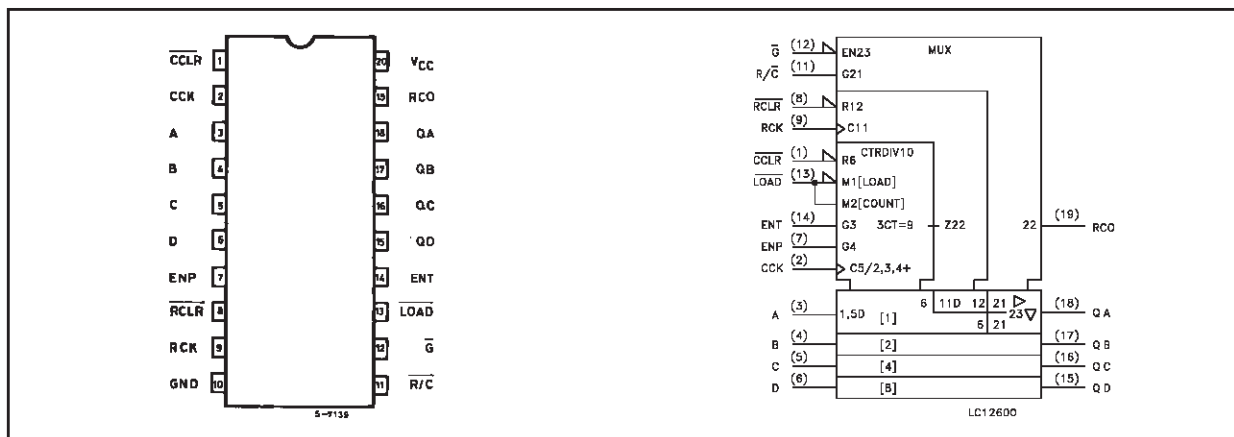 CCLR 1 20 VCC
CCK 2 19 RCO
A 3 18 QA
B 4 17 QB
C 5 16 QC
D 6 15 QD
ENP 7 14 ENT
RCLR 8 13 LOAD
RCK 9 12 G
GND 10 11 R/C
S-7139
MUX
G (12) EN23
R/C (11) G21
RCLR (8) R12
RCK (9) C11
CTRDIV10
CCLR (1) R6
LOAD (13) M1[LOAD]
M2[COUNT]
ENT (14) G3 3CT=9 Z22 22 (19) RCO
ENP (7) G4
CCK (2) C5/2,3,4+
A (3) 1,5D [1] 6 11D 12 21 23 (18) QA
6 21
B (4) [2] (17) QB
C (5) [4] (16) QC
D (6) [8] (15) QD
LC12600